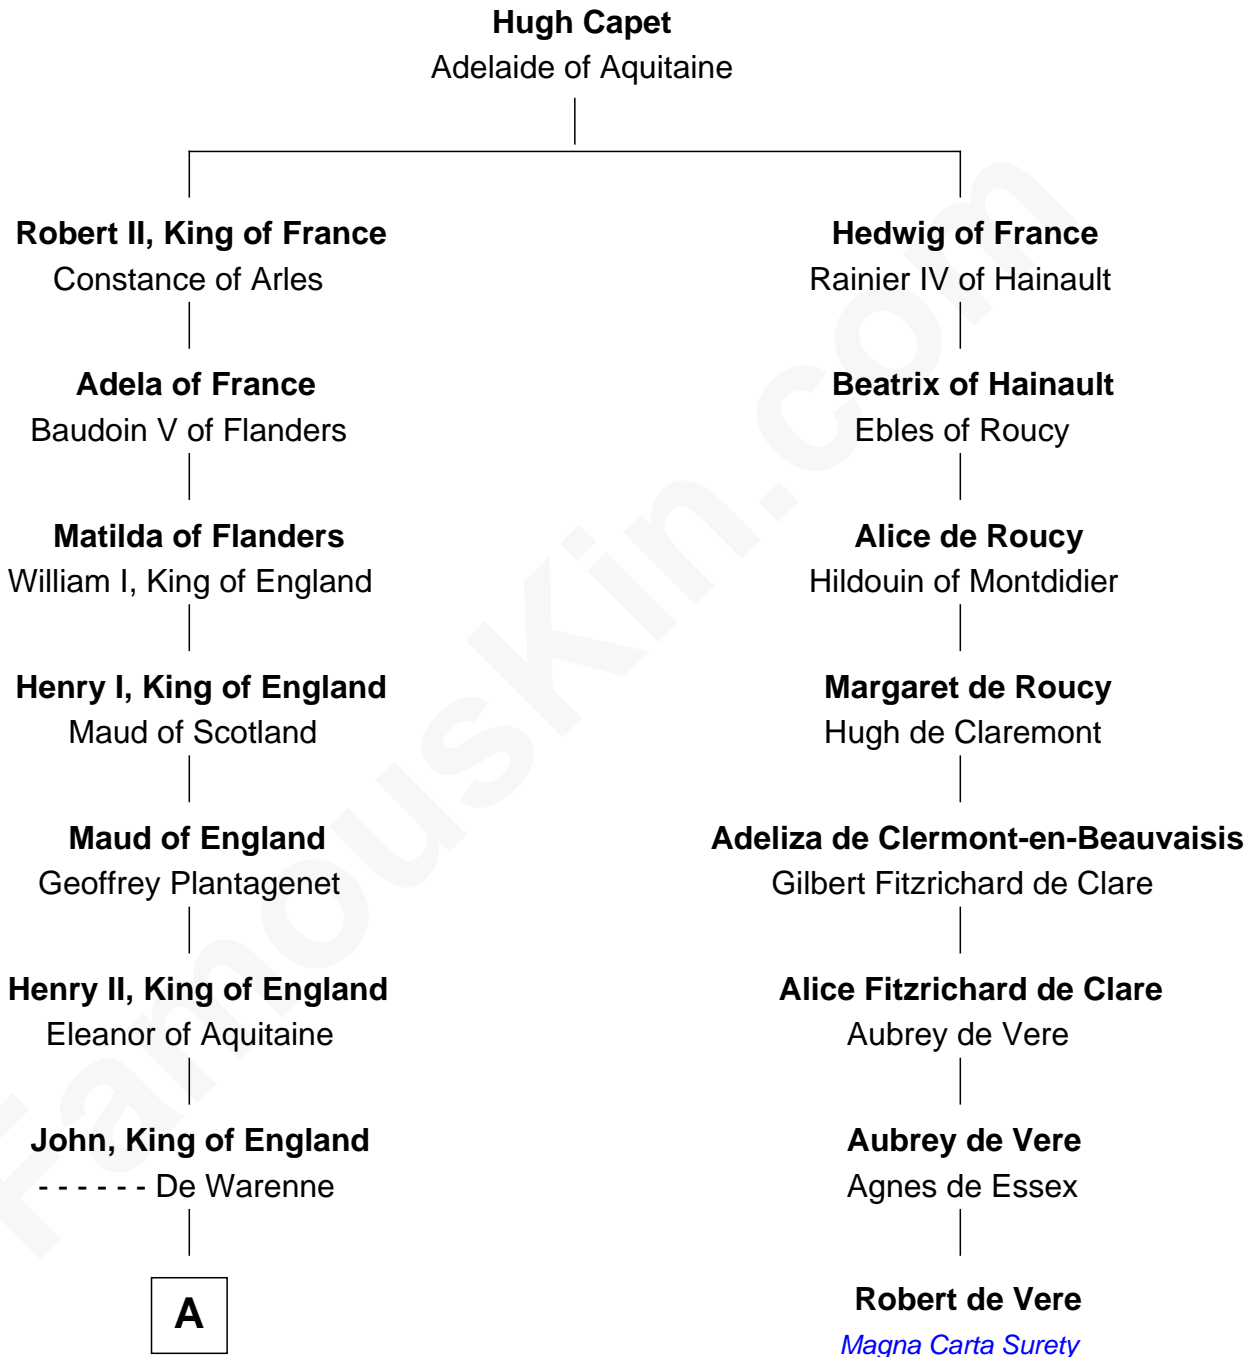 Hugh Capet
Adelaide of Aquitaine
Robert II, King of France
Constance of Arles
Hedwig of France
Rainier IV of Hainault
Adela of France
Baudoin V of Flanders
Beatrix of Hainault
Ebles of Roucy
Matilda of Flanders
William I, King of England
Alice de Roucy
Hildouin of Montdidier
Henry I, King of England
Maud of Scotland
Margaret de Roucy
Hugh de Claremont
Maud of England
Geoffrey Plantagenet
Adeliza de Clermont-en-Beauvaisis
Gilbert Fitzrichard de Clare
Henry II, King of England
Eleanor of Aquitaine
Alice Fitzrichard de Clare
Aubrey de Vere
John, King of England
- - - - - - De Warenne
Aubrey de Vere
Agnes de Essex
A
Robert de Vere
Magna Carta Surety
FamousKin.com